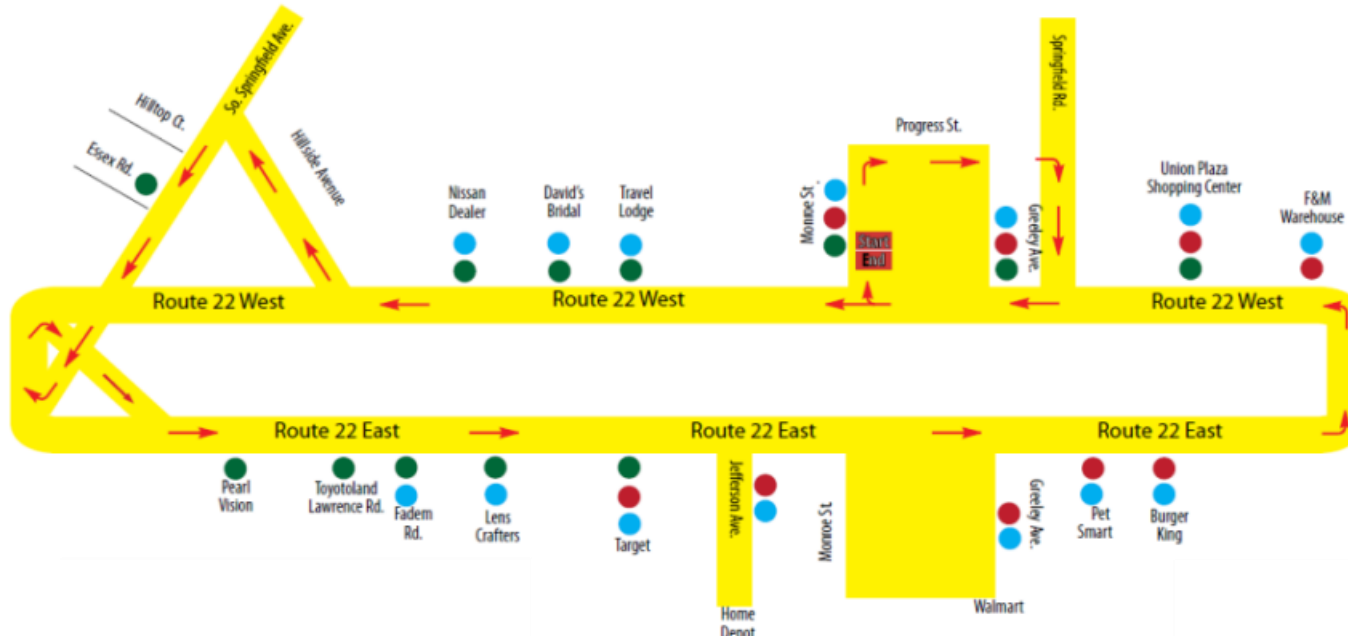 So. Springfield Ave.
Hilltop Ct.
Essex Rd.
Hillside Avenue
Nissan
Dealer
David's
Bridal
Travel
Lodge
Monroe St.
Progress St.
Start
End
Greeley Ave.
Springfield Rd.
Union Plaza
Shopping Center
F&M
Warehouse
Route 22 West
Route 22 West
Route 22 West
Route 22 East
Route 22 East
Route 22 East
Pearl
Vision
Toyotoland
Lawrence Rd.
Fadem
Rd.
Lens
Crafters
Target
Jefferson Ave.
Home
Depot
Monroe St.
Greeley Ave.
Walmart
Pet
Smart
Burger
King